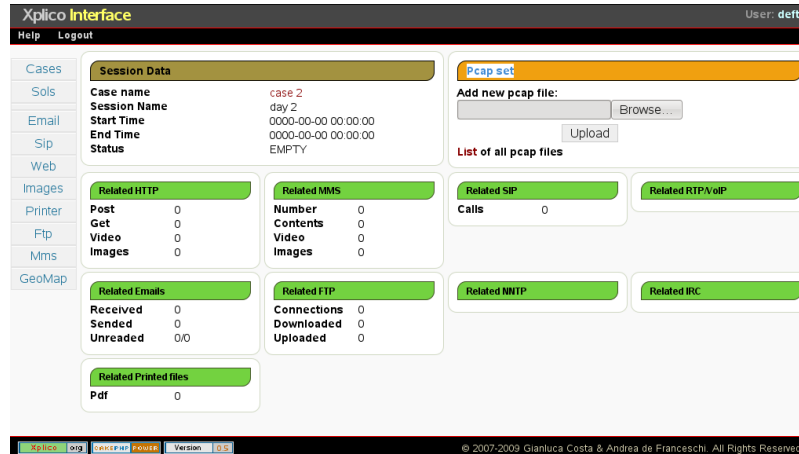 Xplico Interface
User: deft
Help Logout
Cases
Sols
Email
Sip
Web
Images
Printer
Ftp
Mms
GeoMap
Session Data
Case name case 2
Session Name day 2
Start Time 0000-00-00 00:00:00
End Time 0000-00-00 00:00:00
Status EMPTY
Pcap set
Add new pcap file:
Browse...
Upload
List of all pcap files
Related HTTP
Post 0
Get 0
Video 0
Images 0
Related MMS
Number 0
Contents 0
Video 0
Images 0
Related SIP
Calls 0
Related RTP/VoIP
Related Emails
Received 0
Sended 0
Unreaded 0/0
Related FTP
Connections 0
Downloaded 0
Uploaded 0
Related NNTP
Related IRC
Related Printed files
Pdf 0
Xplico org
CAKEPHP POWER
Version 0.5
© 2007-2009 Gianluca Costa & Andrea de Franceschi. All Rights Reserved